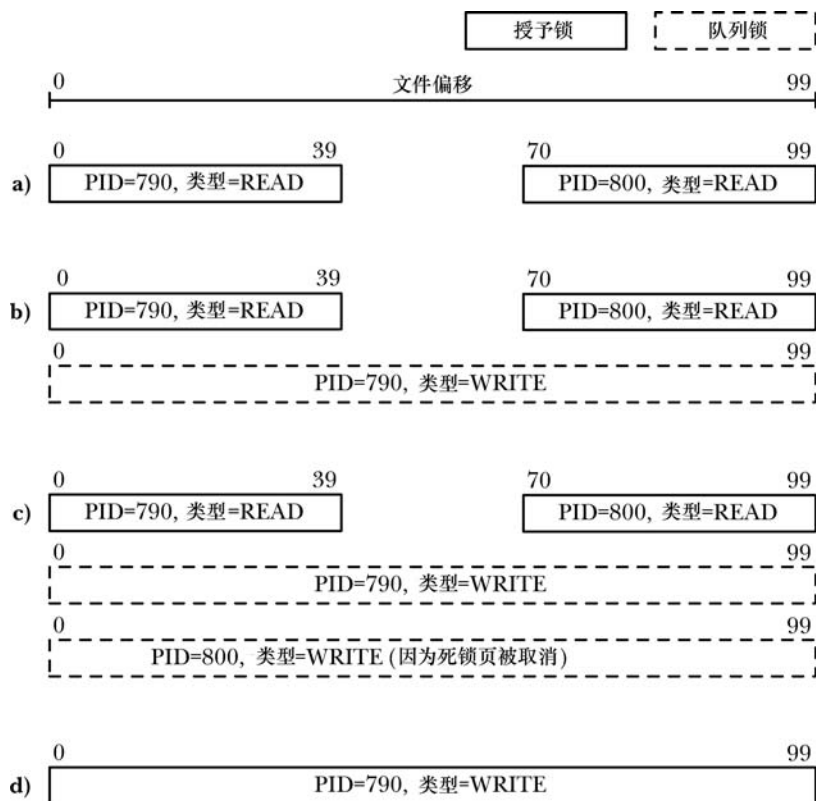 授予锁 队列锁
0 文件偏移 99
0 39 70 99
a) PID=790, 类型=READ PID=800, 类型=READ
0 39 70 99
b) PID=790, 类型=READ PID=800, 类型=READ
0 99
PID=790, 类型=WRITE
0 39 70 99
c) PID=790, 类型=READ PID=800, 类型=READ
0 99
PID=790, 类型=WRITE
0 99
PID=800, 类型=WRITE (因为死锁页被取消)
0 99
d) PID=790, 类型=WRITE